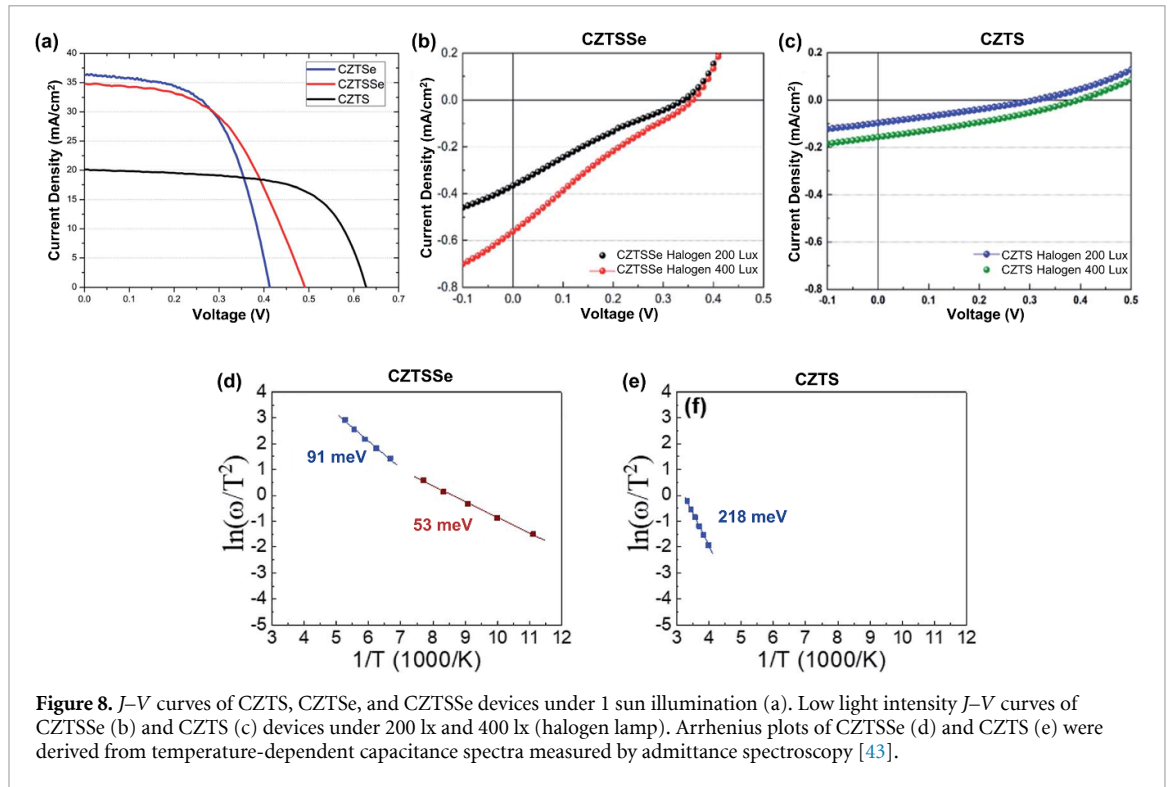 (a)
CZTSe
CZTSSe
CZTS
Current Density (mA/cm²)
40
35
30
25
20
15
10
5
0
0.0 0.1 0.2 0.3 0.4 0.5 0.6 0.7
Voltage (V)
(b) CZTSSe
Current Density (mA/cm²)
0.2
0.0
-0.2
-0.4
-0.6
-0.8
CZTSSe Halogen 200 Lux
CZTSSe Halogen 400 Lux
-0.1 0.0 0.1 0.2 0.3 0.4 0.5
Voltage (V)
(c) CZTS
Current Density (mA/cm²)
0.2
0.0
-0.2
-0.4
-0.6
-0.8
CZTS Halogen 200 Lux
CZTS Halogen 400 Lux
-0.1 0.0 0.1 0.2 0.3 0.4 0.5
Voltage (V)
(d) CZTSSe
ln(ω/T²)
4
3
2
1
0
-1
-2
-3
-4
-5
91 meV
53 meV
3 4 5 6 7 8 9 10 11 12
1/T (1000/K)
(e) CZTS
(f)
ln(ω/T²)
4
3
2
1
0
-1
-2
-3
-4
-5
218 meV
3 4 5 6 7 8 9 10 11 12
1/T (1000/K)
Figure 8. J–V curves of CZTS, CZTSe, and CZTSSe devices under 1 sun illumination (a). Low light intensity J–V curves of
CZTSSe (b) and CZTS (c) devices under 200 lx and 400 lx (halogen lamp). Arrhenius plots of CZTSSe (d) and CZTS (e) were
derived from temperature-dependent capacitance spectra measured by admittance spectroscopy [43].